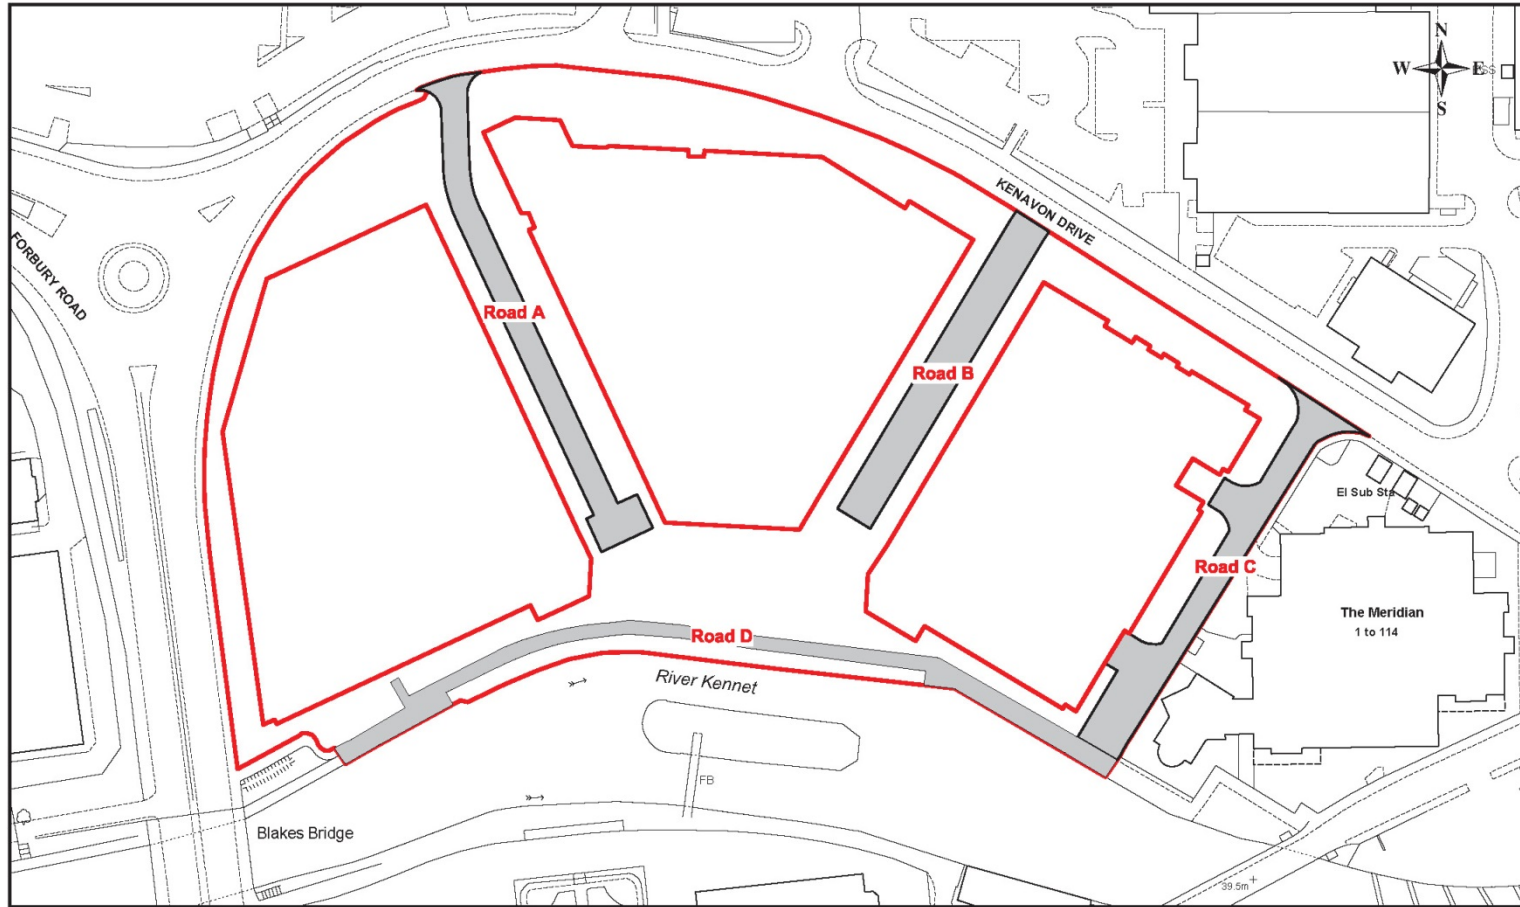 N
W
E
S
KENAVON DRIVE
FORBURY ROAD
Road A
Road B
El Sub Sta
Road C
The Meridian
1 to 114
Road D
River Kennet
FB
Blakes Bridge
39.5m